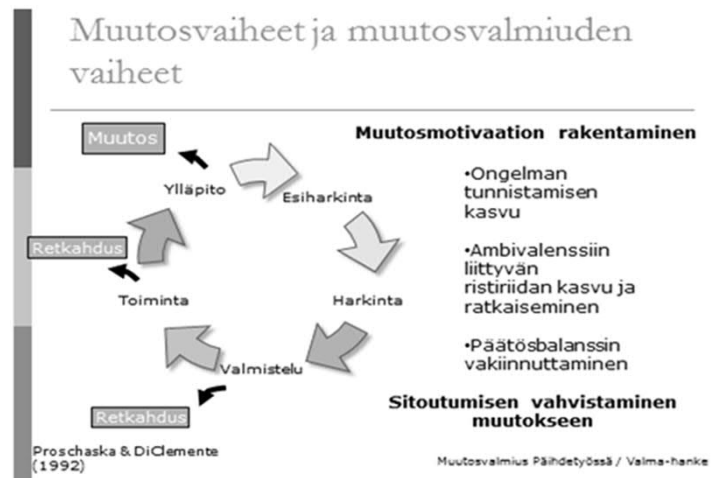 Muutosvaiheet ja muutosvalmiuden
vaiheet
Muutos
Ylläpito
Esiharkinta
Retkahdus
Toiminta
Harkinta
Valmistelu
Retkahdus
Proschaska & DiClemente
(1992)
Muutosmotivaation rakentaminen
•Ongelman
tunnistamisen
kasvu
•Ambivalenssiin
liittyvän
ristiriidan kasvu ja
ratkaiseminen
•Päätösbalanssin
vakiinnuttaminen
Sitoutumisen vahvistaminen
muutokseen
Muutosvalmius Päihdetyössä / Valma-hanke